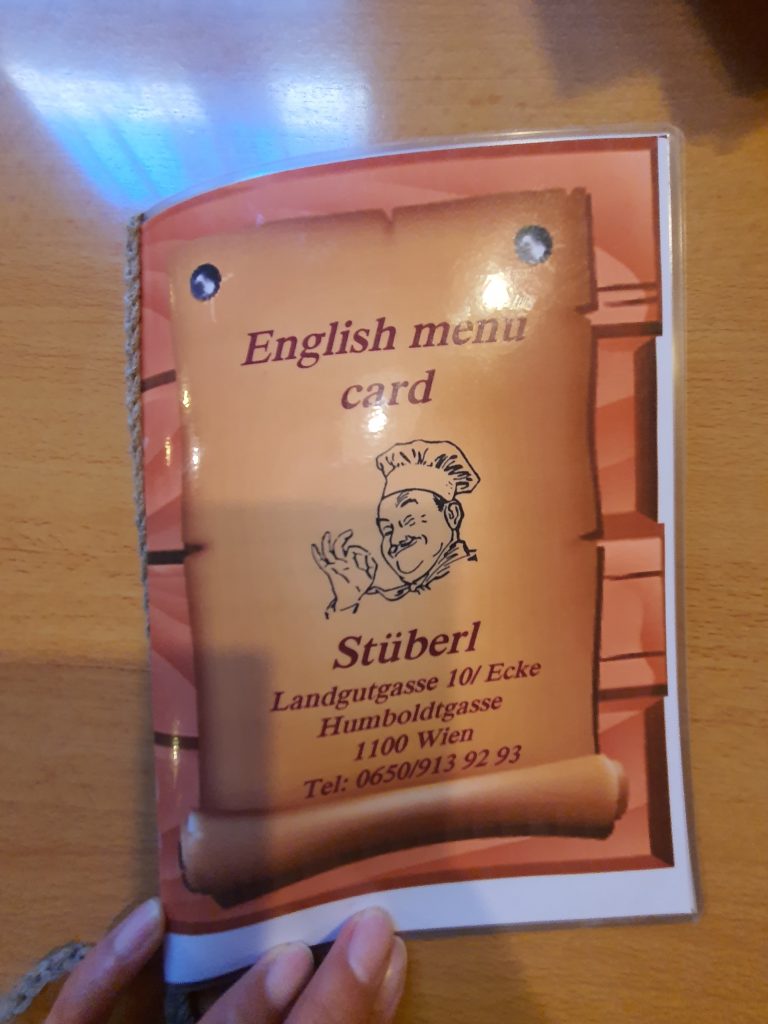 English menu
card
Stüberl
Landgutgasse 10/ Ecke
Humboldtgasse
1100 Wien
Tel: 0650/913 92 93